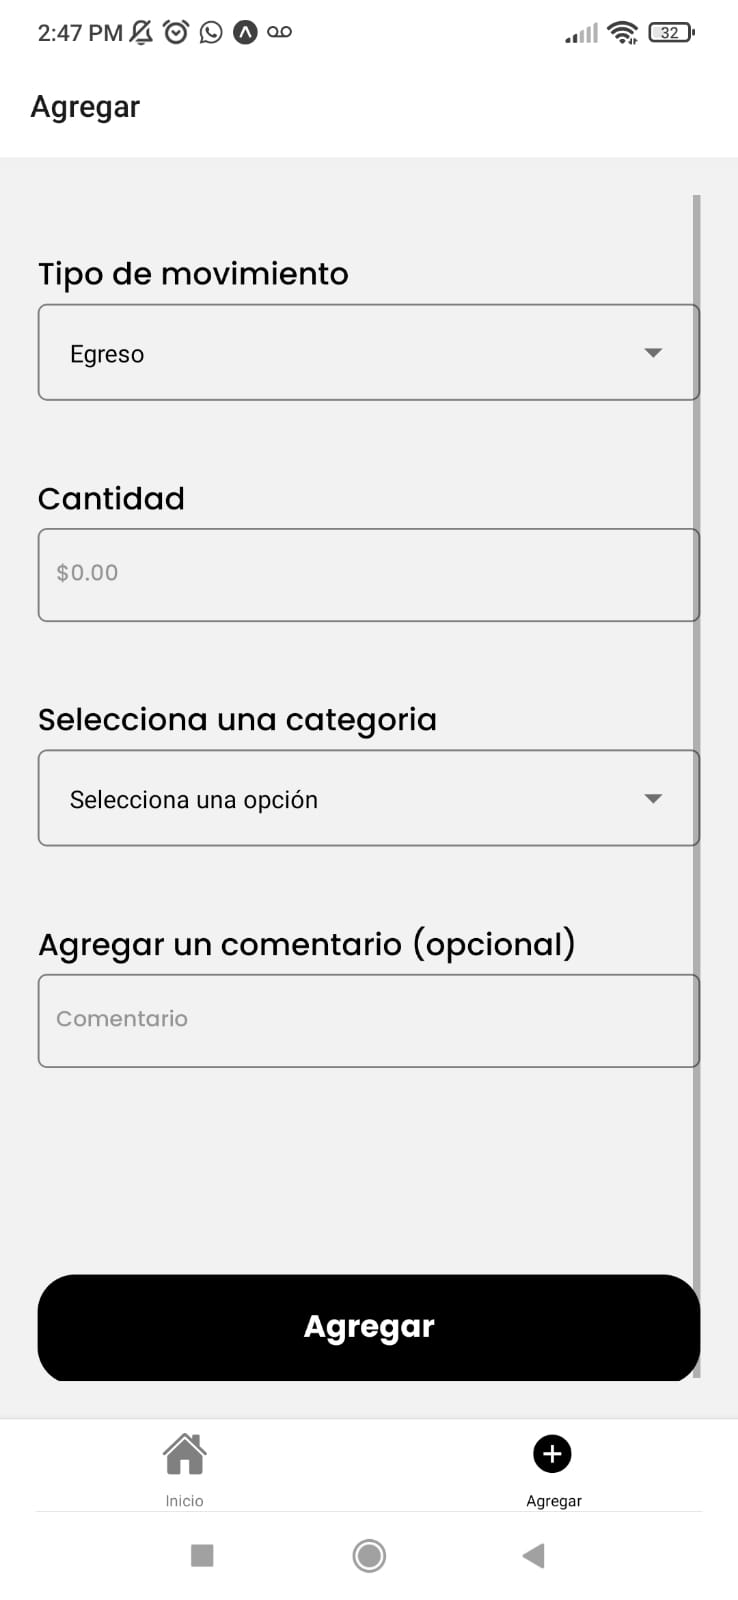 2:47 PM
32
Agregar
Tipo de movimiento
Egreso
Cantidad
$0.00
Selecciona una categoria
Selecciona una opción
Agregar un comentario (opcional)
Comentario
Agregar
Inicio
Agregar